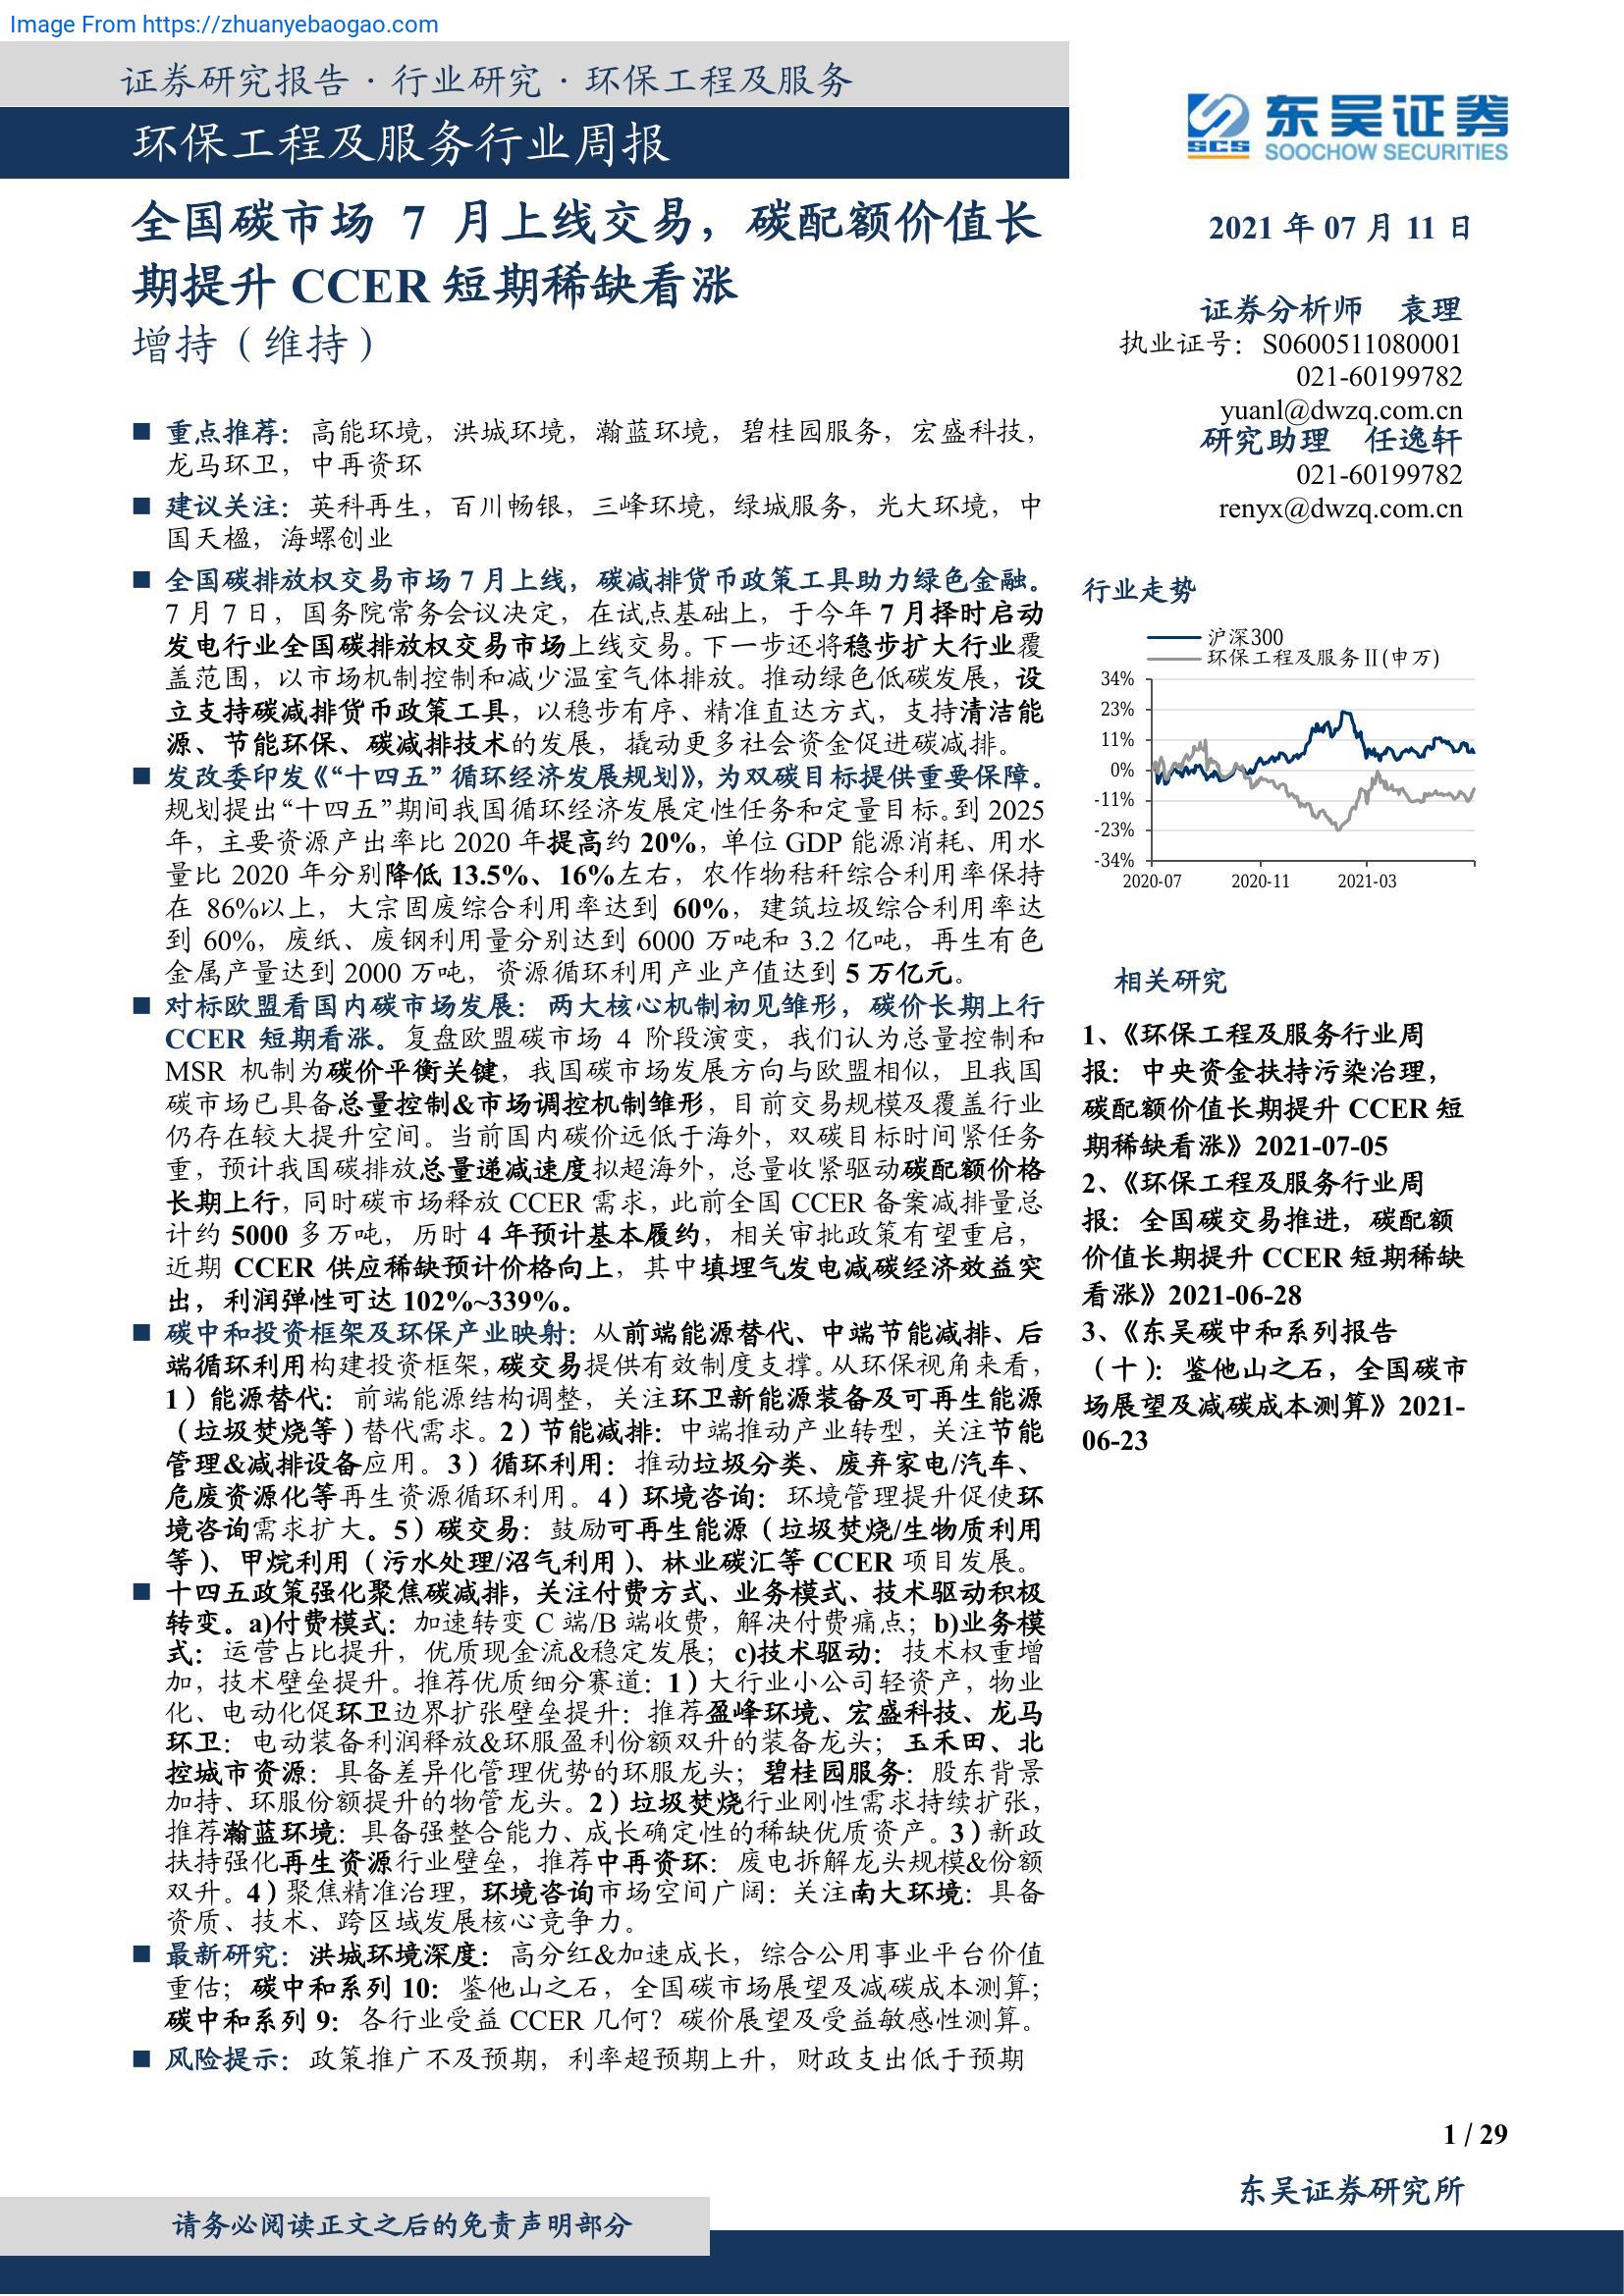 Image From https://zhuanyebaogao.com
证券研究报告·行业研究·环保工程及服务
环保工程及服务行业周报
东吴证券
SCS
SOOCHOW SECURITIES
全国碳市场 7 月上线交易，碳配额价值长
期提升 CCER 短期稀缺看涨
增持（维持）
2021 年 07 月 11 日
证券分析师 袁理
执业证号：S0600511080001
021-60199782
yuanl@dwzq.com.cn
研究助理 任逸轩
021-60199782
renyx@dwzq.com.cn
■ 重点推荐：高能环境，洪城环境，瀚蓝环境，碧桂园服务，宏盛科技，
龙马环卫，中再资环
■ 建议关注：英科再生，百川畅银，三峰环境，绿城服务，光大环境，中
国天楹，海螺创业
■ 全国碳排放权交易市场 7 月上线，碳减排货币政策工具助力绿色金融。
7 月 7 日，国务院常务会议决定，在试点基础上，于今年 7 月择时启动
发电行业全国碳排放权交易市场上线交易。下一步还将稳步扩大行业覆
盖范围，以市场机制控制和减少温室气体排放。推动绿色低碳发展，设
立支持碳减排货币政策工具，以稳步有序、精准直达方式，支持清洁能
源、节能环保、碳减排技术的发展，撬动更多社会资金促进碳减排。
■ 发改委印发《“十四五”循环经济发展规划》，为双碳目标提供重要保障。
规划提出“十四五”期间我国循环经济发展定性任务和定量目标。到 2025
年，主要资源产出率比 2020 年提高约 20%，单位 GDP 能源消耗、用水
量比 2020 年分别降低 13.5%、16%左右，农作物秸秆综合利用率保持
在 86%以上，大宗固废综合利用率达到 60%，建筑垃圾综合利用率达
到 60%，废纸、废钢利用量分别达到 6000 万吨和 3.2 亿吨，再生有色
金属产量达到 2000 万吨，资源循环利用产业产值达到 5 万亿元。
■ 对标欧盟看国内碳市场发展：两大核心机制初见雏形，碳价长期上行
CCER 短期看涨。复盘欧盟碳市场 4 阶段演变，我们认为总量控制和
MSR 机制为碳价平衡关键，我国碳市场发展方向与欧盟相似，且我国
碳市场已具备总量控制&市场调控机制雏形，目前交易规模及覆盖行业
仍存在较大提升空间。当前国内碳价远低于海外，双碳目标时间紧任务
重，预计我国碳排放总量递减速度拟超海外，总量收紧驱动碳配额价格
长期上行，同时碳市场释放 CCER 需求，此前全国 CCER 备案减排量总
计约 5000 多万吨，历时 4 年预计基本履约，相关审批政策有望重启，
近期 CCER 供应稀缺预计价格向上，其中填埋气发电减碳经济效益突
出，利润弹性可达 102%~339%。
■ 碳中和投资框架及环保产业映射：从前端能源替代、中端节能减排、后
端循环利用构建投资框架，碳交易提供有效制度支撑。从环保视角来看，
1）能源替代：前端能源结构调整，关注环卫新能源装备及可再生能源
（垃圾焚烧等）替代需求。2）节能减排：中端推动产业转型，关注节能
管理&减排设备应用。3）循环利用：推动垃圾分类、废弃家电/汽车、
危废资源化等再生资源循环利用。4）环境咨询：环境管理提升促使环
境咨询需求扩大。5）碳交易：鼓励可再生能源（垃圾焚烧/生物质利用
等）、甲烷利用（污水处理/沼气利用）、林业碳汇等 CCER 项目发展。
■ 十四五政策强化聚焦碳减排，关注付费方式、业务模式、技术驱动积极
转变。a)付费模式：加速转变 C 端/B 端收费，解决付费痛点；b)业务模
式：运营占比提升，优质现金流&稳定发展；c)技术驱动：技术权重增
加，技术壁垒提升。推荐优质细分赛道：1）大行业小公司轻资产，物业
化、电动化促环卫边界扩张壁垒提升：推荐盈峰环境、宏盛科技、龙马
环卫：电动装备利润释放&环服盈利份额双升的装备龙头；玉禾田、北
控城市资源：具备差异化管理优势的环服龙头；碧桂园服务：股东背景
加持、环服份额提升的物管龙头。2）垃圾焚烧行业刚性需求持续扩张，
推荐瀚蓝环境：具备强整合能力、成长确定性的稀缺优质资产。3）新政
扶持强化再生资源行业壁垒，推荐中再资环：废电拆解龙头规模&份额
双升。4）聚焦精准治理，环境咨询市场空间广阔：关注南大环境：具备
资质、技术、跨区域发展核心竞争力。
■ 最新研究：洪城环境深度：高分红&加速成长，综合公用事业平台价值
重估；碳中和系列 10：鉴他山之石，全国碳市场展望及减碳成本测算；
碳中和系列 9：各行业受益 CCER 几何？碳价展望及受益敏感性测算。
■ 风险提示：政策推广不及预期，利率超预期上升，财政支出低于预期
行业走势
沪深300
环保工程及服务Ⅱ(申万)
34%
23%
11%
0%
-11%
-23%
-34%
2020-07 2020-11 2021-03
相关研究
1、《环保工程及服务行业周
报：中央资金扶持污染治理，
碳配额价值长期提升 CCER 短
期稀缺看涨》2021-07-05
2、《环保工程及服务行业周
报：全国碳交易推进，碳配额
价值长期提升 CCER 短期稀缺
看涨》2021-06-28
3、《东吴碳中和系列报告
（十）：鉴他山之石，全国碳市
场展望及减碳成本测算》2021-
06-23
1 / 29
东吴证券研究所
请务必阅读正文之后的免责声明部分